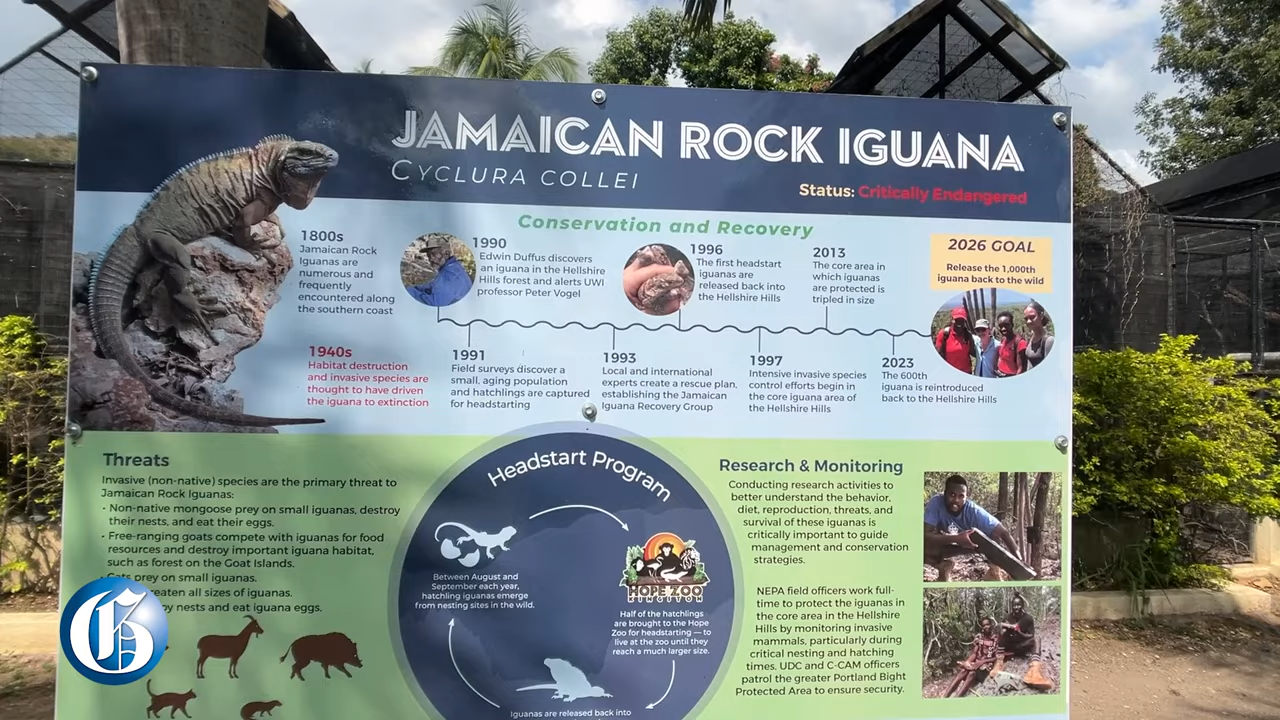 JAMAICAN ROCK IGUANA
CYCLURA COLLEI
Status: Critically Endangered
Conservation and Recovery
1800s
Jamaican Rock
Iguanas are
numerous and
frequently
encountered along
the southern coast
1940s
Habitat destruction
and invasive species are
thought to have driven
the iguana to extinction
1990
Edwin Duffus discovers
an iguana in the Hellshire
Hills forest and alerts UWI
professor Peter Vogel
1991
Field surveys discover a
small, aging population
and hatchlings are captured
for headstarting
1993
Local and international
experts create a rescue plan,
establishing the Jamaican
Iguana Recovery Group
1996
The first headstart
iguanas are
released back into
the Hellshire Hills
1997
Intensive invasive species
control efforts begin in
the core iguana area of
the Hellshire Hills
2013
The core area in
which iguanas
are protected is
tripled in size
2023
The 600th
iguana is reintroduced
back to the Hellshire Hills
2026 GOAL
Release the 1,000th
iguana back to the wild
Threats
Invasive (non-native) species are the primary threat to
Jamaican Rock Iguanas:
• Non-native mongoose prey on small iguanas, destroy
their nests, and eat their eggs.
• Free-ranging goats compete with iguanas for food
resources and destroy important iguana habitat,
such as forest on the Goat Islands.
• Cats prey on small iguanas.
all sizes of iguanas.
nests and eat iguana eggs.
G
Headstart Program
Between August and
September each year,
hatchling iguanas emerge
from nesting sites in the wild.
HOPE ZOO
KINGSTON
Half of the hatchlings
are brought to the Hope
Zoo for headstarting — to
live at the zoo until they
reach a much larger size.
Iguanas are released back into
Research & Monitoring
Conducting research activities to
better understand the behavior,
diet, reproduction, threats, and
survival of these iguanas is
critically important to guide
management and conservation
strategies.
NEPA field officers work full-
time to protect the iguanas in
the core area in the Hellshire
Hills by monitoring invasive
mammals, particularly during
critical nesting and hatching
times. UDC and C-CAM officers
patrol the greater Portland Bight
Protected Area to ensure security.